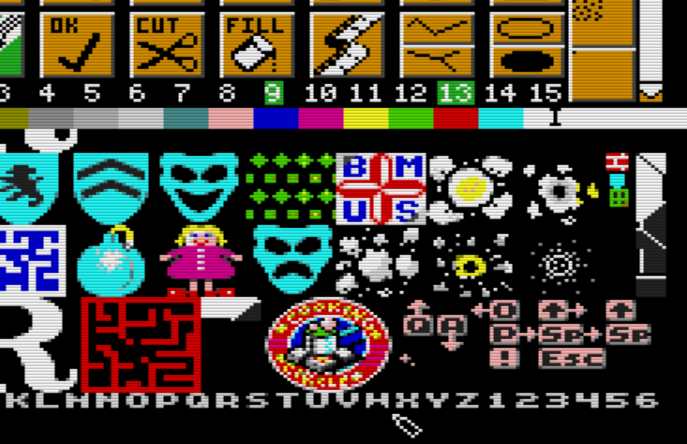 OK CUT FILL
3 4 5 6 7 8 9 10 11 12 13 14 15
B M
U S
R
Q A O
P SP SP
Esc
KLMNOPQRSTUVWXYZ123456